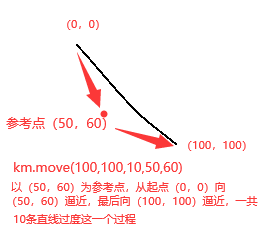 （0，0）
参考点（50，60）
（100，100）
km.move(100,100,10,50,60)
以（50，60）为参考点，从起点（0，0）向
（50，60）逼近，最后向（100，100）逼近，一共
10条直线过度这一个过程